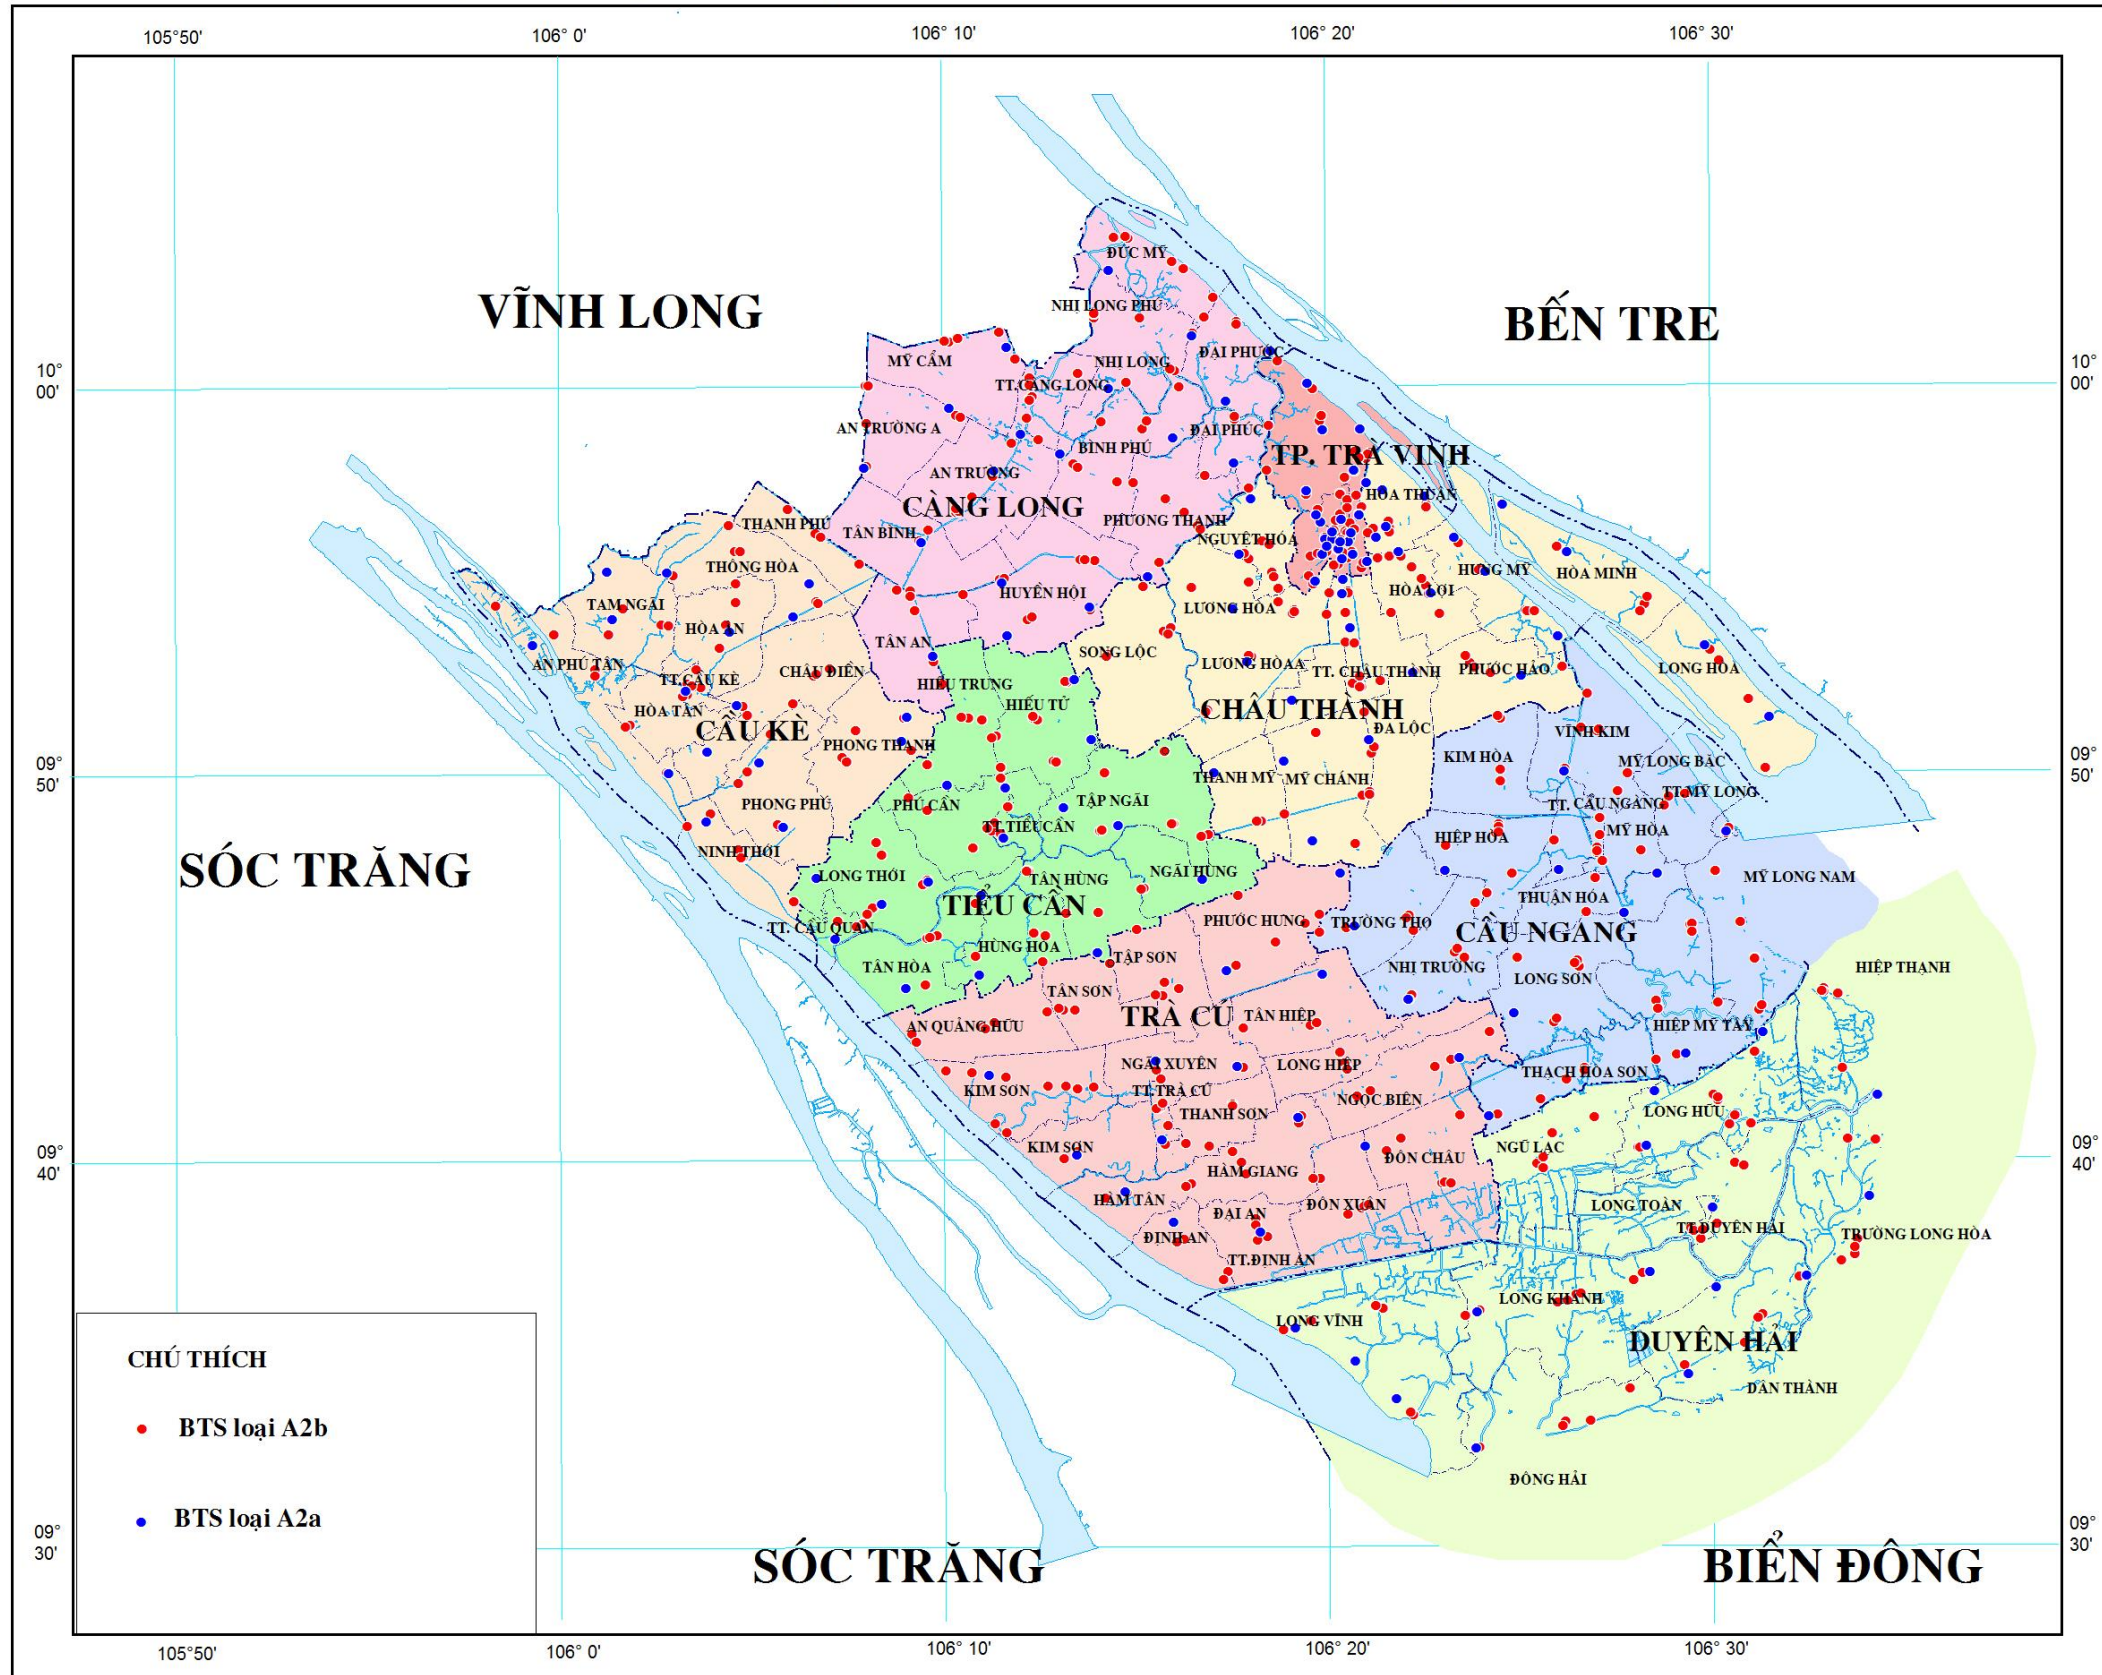 105°50'
106° 0'
106° 10'
106° 20'
106° 30'
ĐỨC MỸ
VĨNH LONG
NHỊ LONG PHÚ
BẾN TRE
MỸ CẨM
NHỊ LONG
ĐẠI PHƯỚC
10°
00'
10°
00'
TT.CÀNG LONG
AN TRƯỜNG A
BÌNH PHÚ
ĐẠI PHÚC
TP. TRÀ VINH
AN TRƯỜNG
HÒA THUẬN
CÀNG LONG
THẠNH PHÚ
TÂN BÌNH
PHƯƠNG THẠNH
NGUYỆT HÓA
THÔNG HÒA
HUYỀN HỘI
HƯNG MỸ
HÒA MINH
TAM NGÃI
LƯƠNG HÒA
HÒA LỢI
HÒA ÂN
TÂN AN
SONG LỘC
AN PHÚ TÂN
TT.CẦU KÈ
CHÂU ĐIỀN
LƯƠNG HÒAA
TT. CHÂU THÀNH
PHƯỚC HẢO
LONG HÒA
HIẾU TRUNG
HIẾU TỬ
HÒA TÂN
CẦU KÈ
CHÂU THÀNH
ĐA LỘC
VĨNH KIM
PHONG THẠNH
KIM HÒA
MỸ LONG BẮC
09°
50'
09°
50'
THANH MỸ
MỸ CHÁNH
PHONG PHÚ
PHÚ CẦN
TẬP NGÃI
TT. CẦU NGANG
TT.MỸ LONG
TT.TIỂU CẦN
HIỆP HÒA
MỸ HÒA
NINH THỚI
SÓC TRĂNG
LONG THỚI
TÂN HÙNG
NGÃI HÙNG
MỸ LONG NAM
TIỂU CẦN
THUẬN HÒA
TT. CẦU QUAN
PHƯỚC HƯNG
TRƯỜNG THỌ
CẦU NGANG
HÙNG HÒA
TÂN HÒA
TẬP SƠN
NHỊ TRƯỜNG
LONG SƠN
HIỆP THẠNH
TÂN SƠN
TRÀ CÚ
TÂN HIỆP
AN QUẢNG HỮU
HIỆP MỸ TÂY
NGÃI XUYÊN
LONG HIỆP
THẠCH HÒA SƠN
KIM SƠN
TT.TRÀ CÚ
THANH SƠN
NGỌC BIÊN
LONG HỮU
09°
40'
09°
40'
KIM SƠN
HÀM GIANG
ĐÔN CHÂU
NGŨ LẠC
HÀM TÂN
ĐẠI AN
ĐÔN XUÂN
LONG TOÀN
ĐỊNH AN
TT.DUYÊN HẢI
TRƯỜNG LONG HÒA
TT.ĐỊNH AN
LONG VĨNH
LONG KHÁNH
DUYÊN HẢI
CHÚ THÍCH
DÂN THÀNH
BTS loại A2b
ĐÔNG HẢI
BTS loại A2a
09°
30'
09°
30'
SÓC TRĂNG
BIỂN ĐÔNG
105°50'
106° 0'
106° 10'
106° 20'
106° 30'